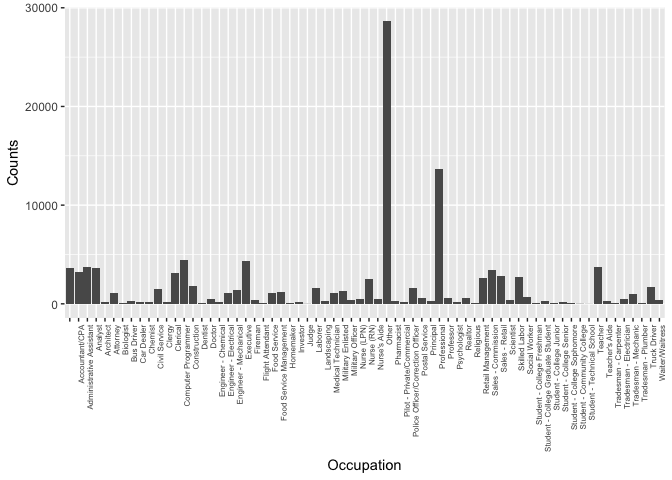 30000
20000
10000
0
Counts
Accountant/CPA
Administrative Assistant
Analyst
Architect
Attorney
Biologist
Bus Driver
Car Dealer
Chemist
Civil Service
Clergy
Clerical
Computer Programmer
Construction
Dentist
Doctor
Engineer - Chemical
Engineer - Electrical
Engineer - Mechanical
Executive
Fireman
Flight Attendant
Food Service
Food Service Management
Homemaker
Investor
Judge
Laborer
Landscaping
Medical Technician
Military Enlisted
Military Officer
Nurse (LPN)
Nurse (RN)
Nurse's Aide
Other
Pharmacist
Pilot - Private/Commercial
Police Officer/Correction Officer
Postal Service
Principal
Professional
Professor
Psychologist
Realtor
Religious
Retail Management
Sales - Commission
Sales - Retail
Scientist
Skilled Labor
Social Worker
Student - College Freshman
Student - College Graduate Student
Student - College Junior
Student - College Senior
Student - College Sophomore
Student - Community College
Student - Technical School
Teacher
Teacher's Aide
Tradesman - Carpenter
Tradesman - Electrician
Tradesman - Mechanic
Tradesman - Plumber
Truck Driver
Waiter/Waitress
Occupation